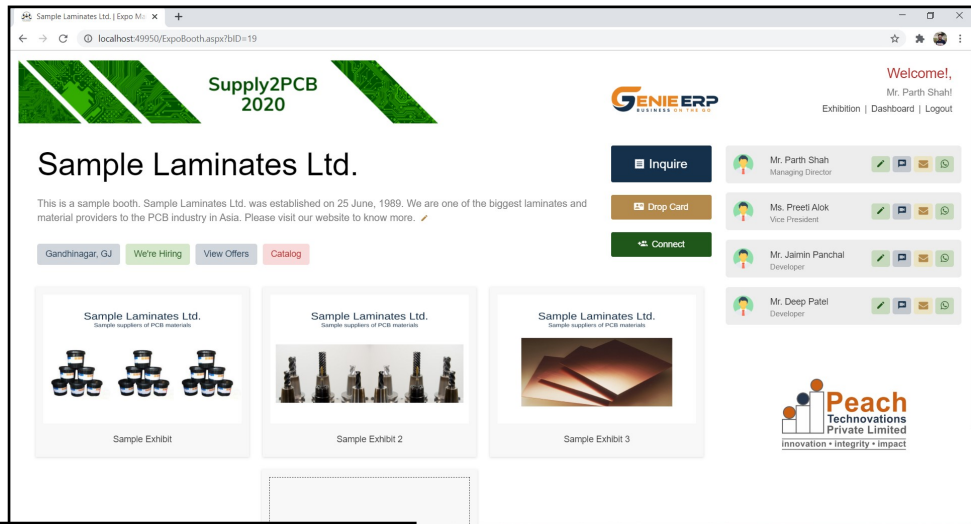 Sample Laminates Ltd. | Expo Ma
localhost:49950/ExpoBooth.aspx?bID=19
Supply2PCB
2020
GENIE ERP
BUSINESS ON THE GO
Welcome!,
Mr. Parth Shah!
Exhibition | Dashboard | Logout
Sample Laminates Ltd.
This is a sample booth. Sample Laminates Ltd. was established on 25 June, 1989. We are one of the biggest laminates and
material providers to the PCB industry in Asia. Please visit our website to know more.
Gandhinagar, GJ
We're Hiring
View Offers
Catalog
Inquire
Drop Card
Connect
Mr. Parth Shah
Managing Director
Ms. Preeti Alok
Vice President
Mr. Jaimin Panchal
Developer
Mr. Deep Patel
Developer
Sample Laminates Ltd.
Sample suppliers of PCB materials
Sample Exhibit
Sample Laminates Ltd.
Sample suppliers of PCB materials
Sample Exhibit 2
Sample Laminates Ltd.
Sample suppliers of PCB materials
Sample Exhibit 3
Peach
Technovations
Private Limited
innovation • integrity • impact